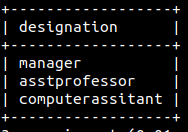 +--------------------+
| designation        |
+--------------------+
| manager            |
| asstprofessor      |
| computerassitant   |
+--------------------+